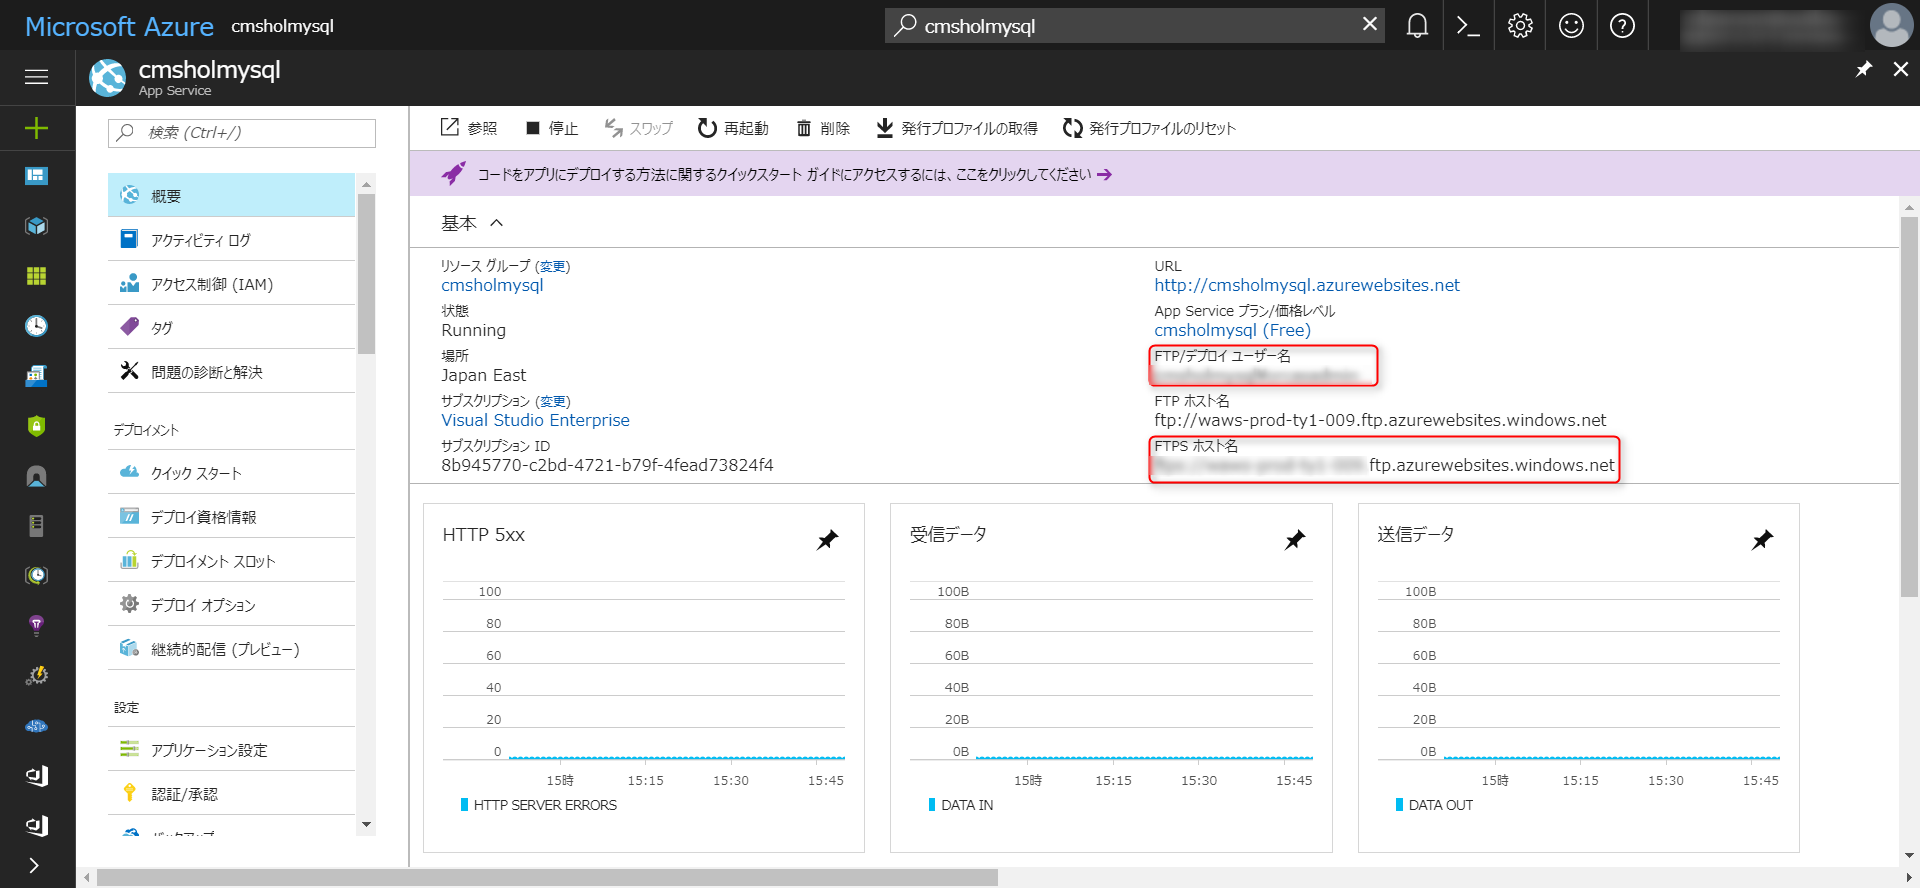 Microsoft Azure cmsholmysql
cmsholmysql
cmsholmysql
App Service
検索 (Ctrl+/)
概要
アクティビティ ログ
アクセス制御 (IAM)
タグ
問題の診断と解決
デプロイメント
クイック スタート
デプロイ資格情報
デプロイメント スロット
デプロイ オプション
継続的配信 (プレビュー)
設定
アプリケーション設定
認証/承認
バックアップ
参照 停止 スワップ 再起動 削除 発行プロファイルの取得 発行プロファイルのリセット
コードをアプリにデプロイする方法に関するクイックスタート ガイドにアクセスするには、ここをクリックしてください →
基本
リソース グループ (変更)
cmsholmysql
状態
Running
場所
Japan East
サブスクリプション (変更)
Visual Studio Enterprise
サブスクリプション ID
8b945770-c2bd-4721-b79f-4fead73824f4
URL
http://cmsholmysql.azurewebsites.net
App Service プラン/価格レベル
cmsholmysql (Free)
FTP/デプロイ ユーザー名
FTP ホスト名
ftp://waws-prod-ty1-009.ftp.azurewebsites.windows.net
FTPS ホスト名
ftp.azurewebsites.windows.net
HTTP 5xx
100
80
60
40
20
0
15時 15:15 15:30 15:45
HTTP SERVER ERRORS
受信データ
100B
80B
60B
40B
20B
0B
15時 15:15 15:30 15:45
DATA IN
送信データ
100B
80B
60B
40B
20B
0B
15時 15:15 15:30 15:45
DATA OUT